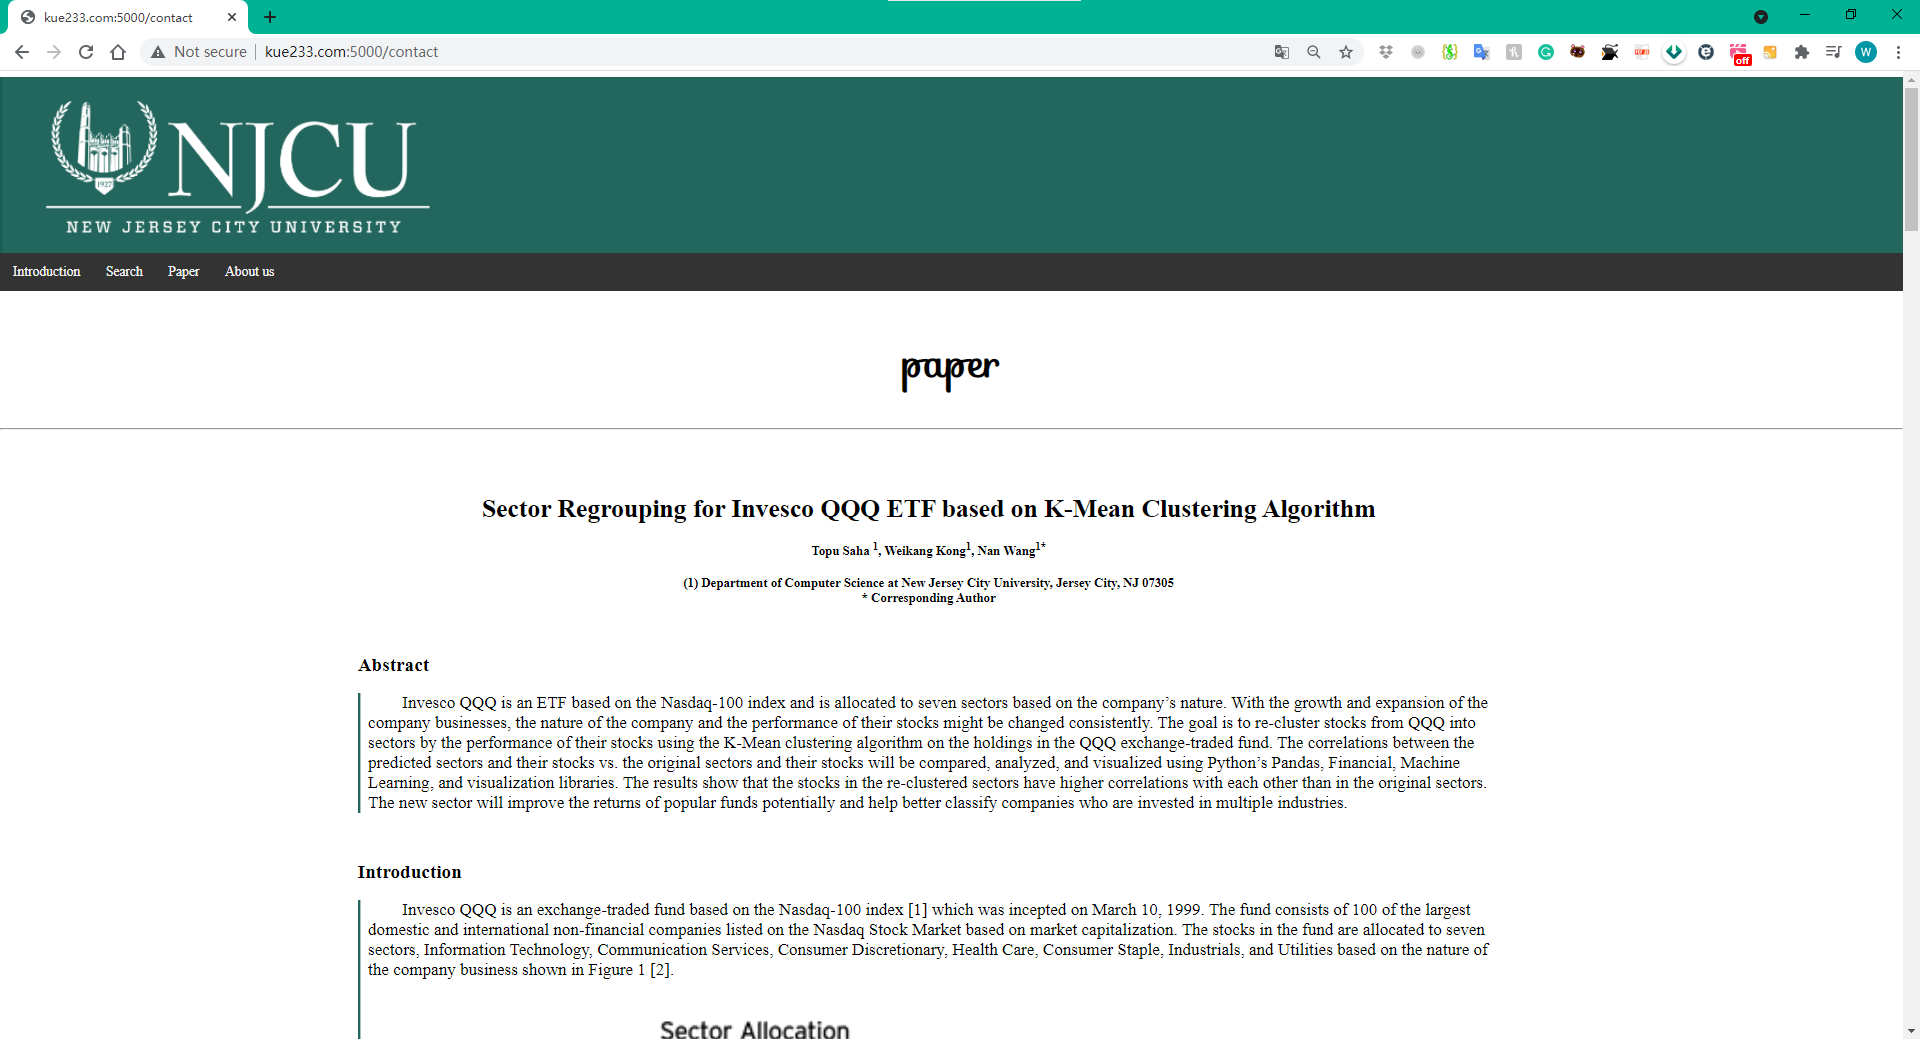 kue233.com:5000/contact
Not secure
kue233.com:5000/contact
off
W
1927
NJCU
NEW JERSEY CITY UNIVERSITY
Introduction Search Paper About us
paper
Sector Regrouping for Invesco QQQ ETF based on K-Mean Clustering Algorithm
Topu Saha 1, Weikang Kong1, Nan Wang1*
(1) Department of Computer Science at New Jersey City University, Jersey City, NJ 07305
* Corresponding Author
Abstract
Invesco QQQ is an ETF based on the Nasdaq-100 index and is allocated to seven sectors based on the company’s nature. With the growth and expansion of the
company businesses, the nature of the company and the performance of their stocks might be changed consistently. The goal is to re-cluster stocks from QQQ into
sectors by the performance of their stocks using the K-Mean clustering algorithm on the holdings in the QQQ exchange-traded fund. The correlations between the
predicted sectors and their stocks vs. the original sectors and their stocks will be compared, analyzed, and visualized using Python’s Pandas, Financial, Machine
Learning, and visualization libraries. The results show that the stocks in the re-clustered sectors have higher correlations with each other than in the original sectors.
The new sector will improve the returns of popular funds potentially and help better classify companies who are invested in multiple industries.
Introduction
Invesco QQQ is an exchange-traded fund based on the Nasdaq-100 index [1] which was incepted on March 10, 1999. The fund consists of 100 of the largest
domestic and international non-financial companies listed on the Nasdaq Stock Market based on market capitalization. The stocks in the fund are allocated to seven
sectors, Information Technology, Communication Services, Consumer Discretionary, Health Care, Consumer Staple, Industrials, and Utilities based on the nature of
the company business shown in Figure 1 [2].
Sector Allocation